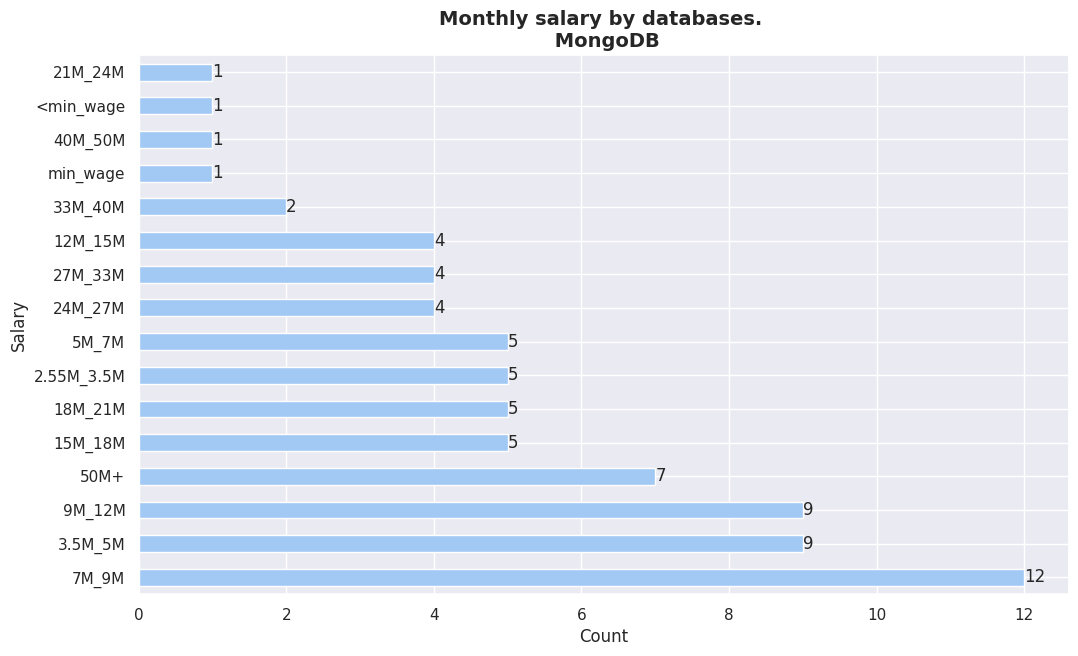 Monthly salary by databases.
MongoDB
21M_24M 1
<min_wage 1
40M_50M 1
min_wage 1
33M_40M 2
12M_15M 4
27M_33M 4
24M_27M 4
5M_7M 5
2.55M_3.5M 5
18M_21M 5
15M_18M 5
50M+ 7
9M_12M 9
3.5M_5M 9
7M_9M 12
Salary
0 2 4 6 8 10 12
Count